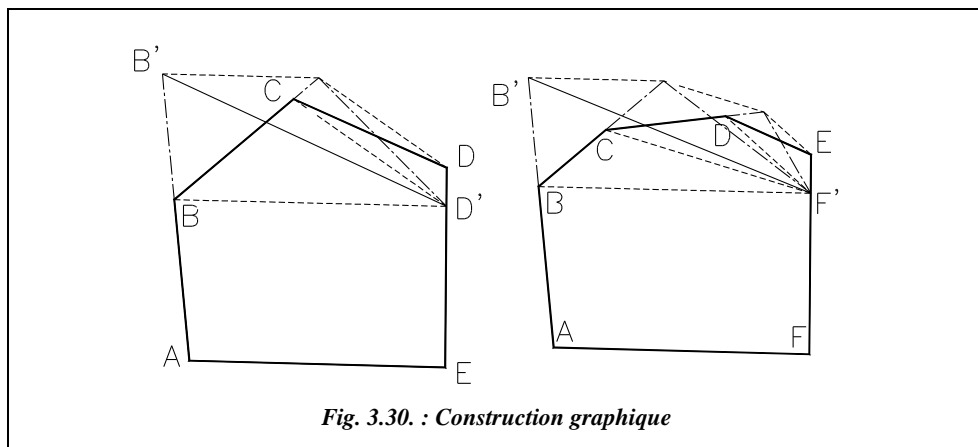 B'
C
D
B
D'
A
E
B'
C
D
E
B
F'
A
F
Fig. 3.30. : Construction graphique